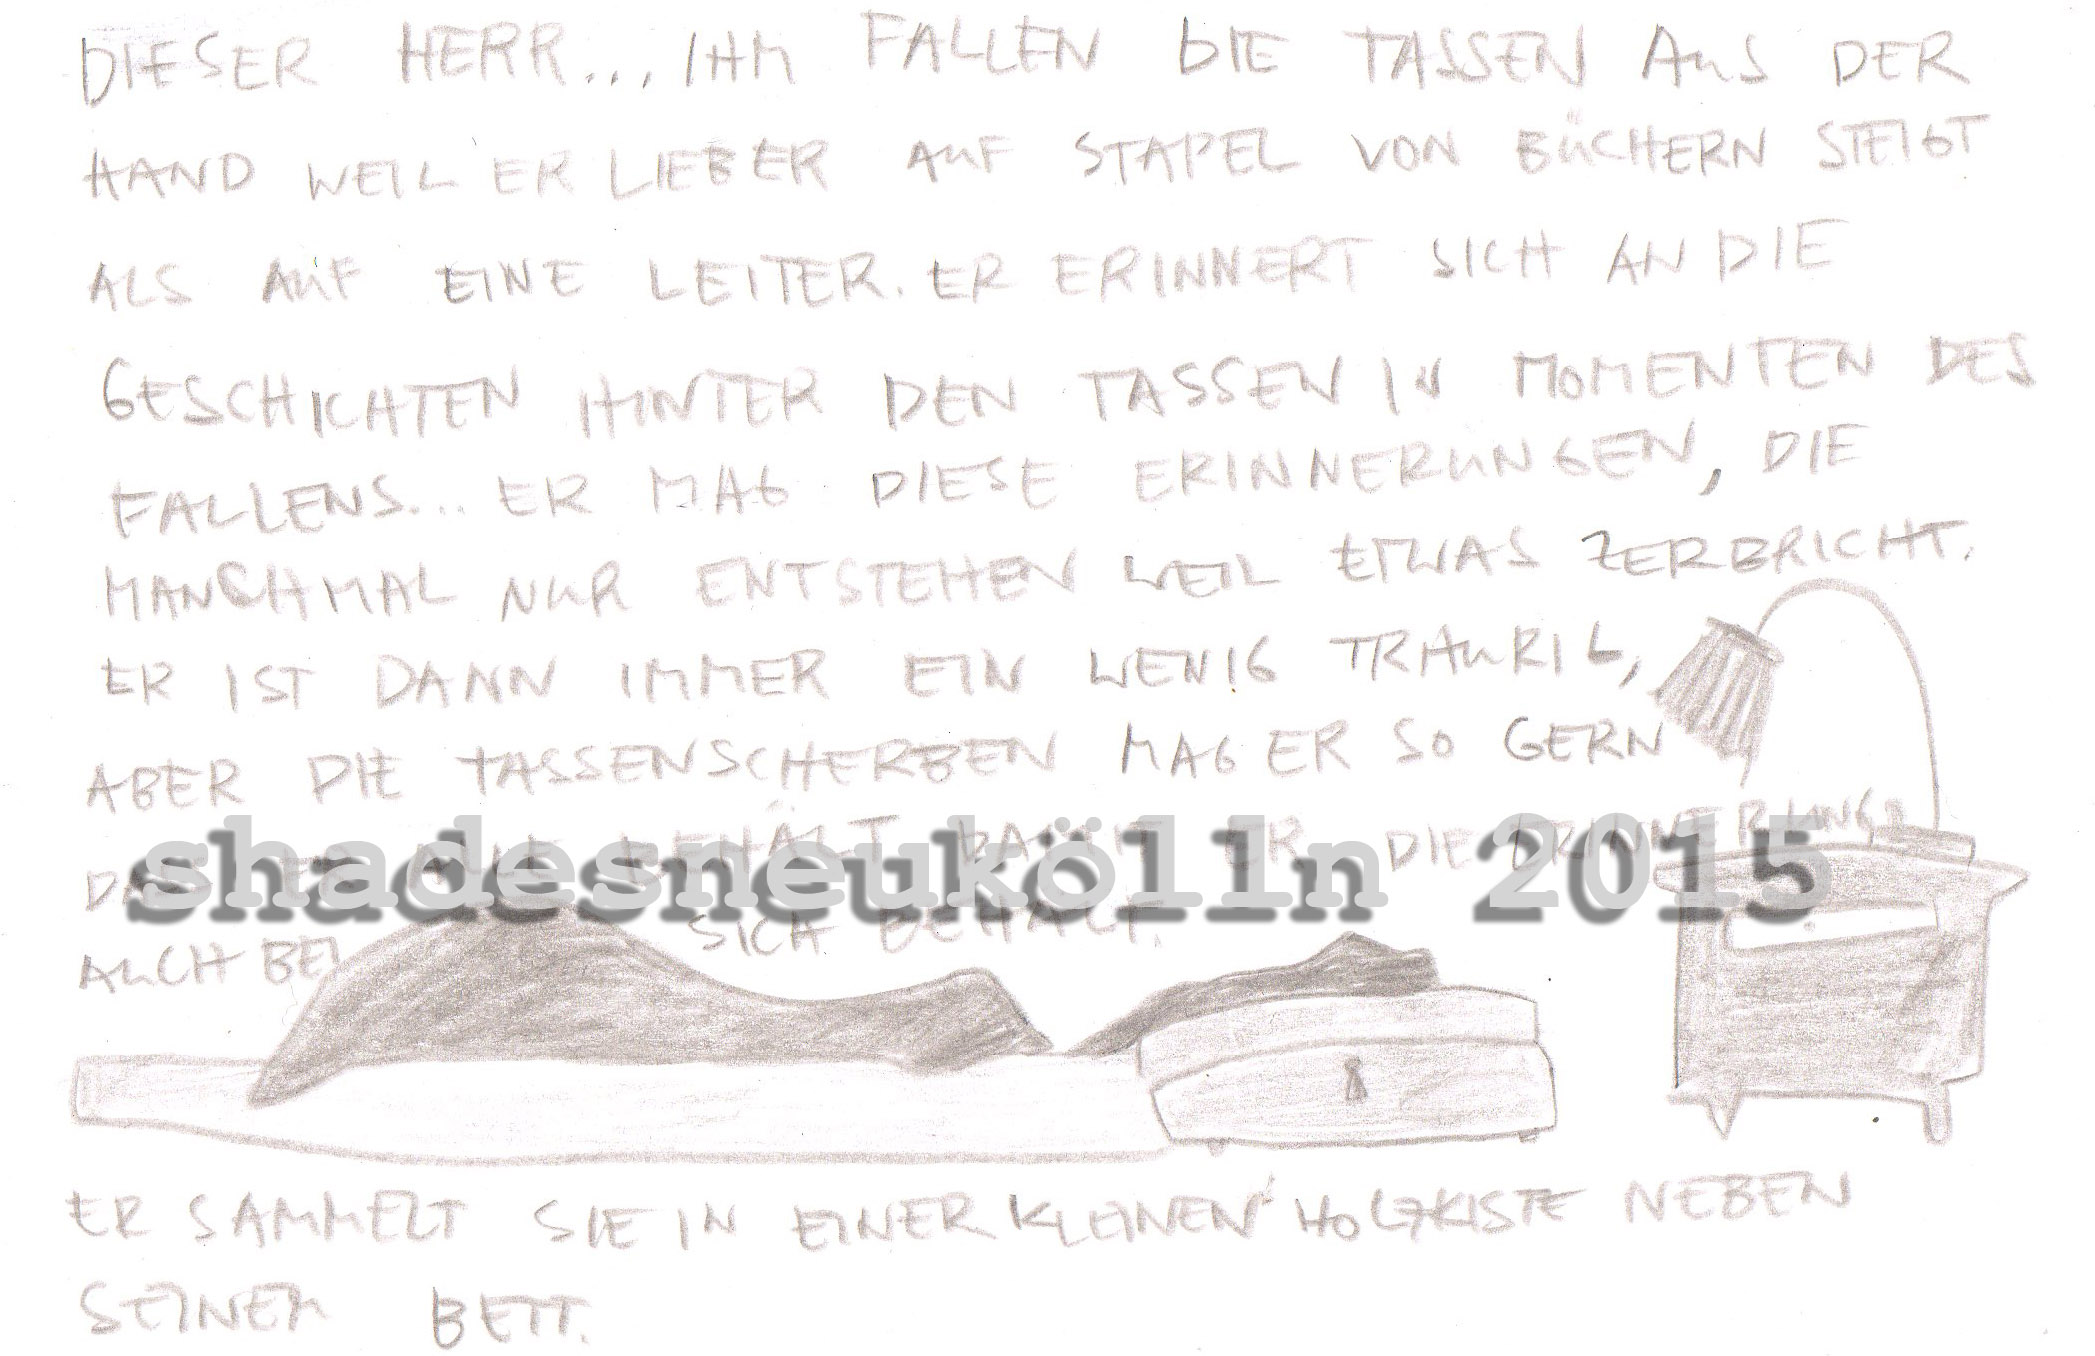 DIESER HERR... IHM FALLEN DIE TASSEN AUS DER
HAND WEIL ER LIEBER AUF STAPEL VON BÜCHERN STEIGT
ALS AUF EINE LEITER. ER ERINNERT SICH AN DIE
GESCHICHTEN HINTER DEN TASSEN IN MOMENTEN DES
FALLENS... ER MAG DIESE ERINNERUNGEN, DIE
MANCHMAL NUR ENTSTEHEN WEIL ETWAS ZERBRICHT.
ER IST DANN IMMER EIN WENIG TRAURIG,
ABER DIE TASSENSCHERBEN MAG ER SO GERN
BEHÄLT ER DIE
shadesneukölln 2015
AUCH BEI SICH BEHÄLT.
8
ER SAMMELT SIE IN EINER KLEINEN HOLZKISTE NEBEN
SEINEM BETT.